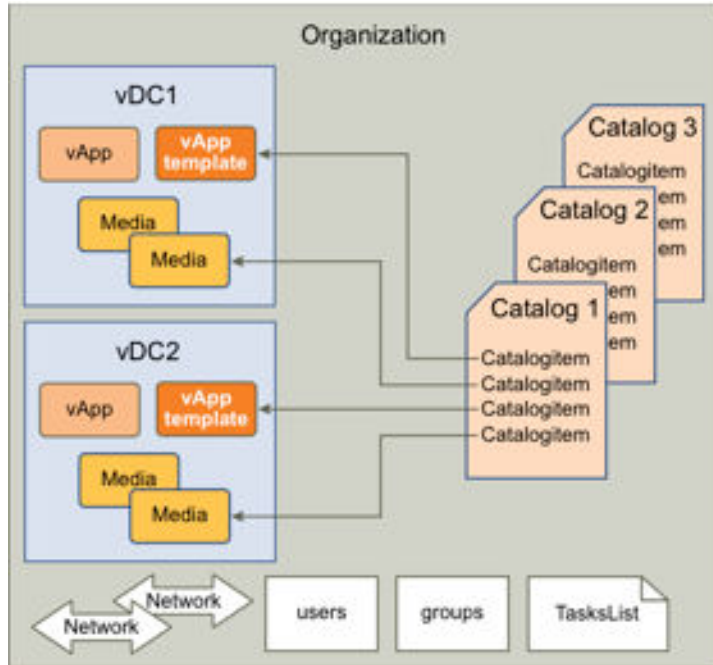 Organization
vDC1
vApp
vApp
template
Media
Media
vDC2
vApp
vApp
template
Media
Media
Catalog 3
Catalogitem
em
em
em
Catalog 2
Catalogitem
em
em
em
Catalog 1
Catalogitem
Catalogitem
Catalogitem
Catalogitem
Network
Network
users
groups
TasksList